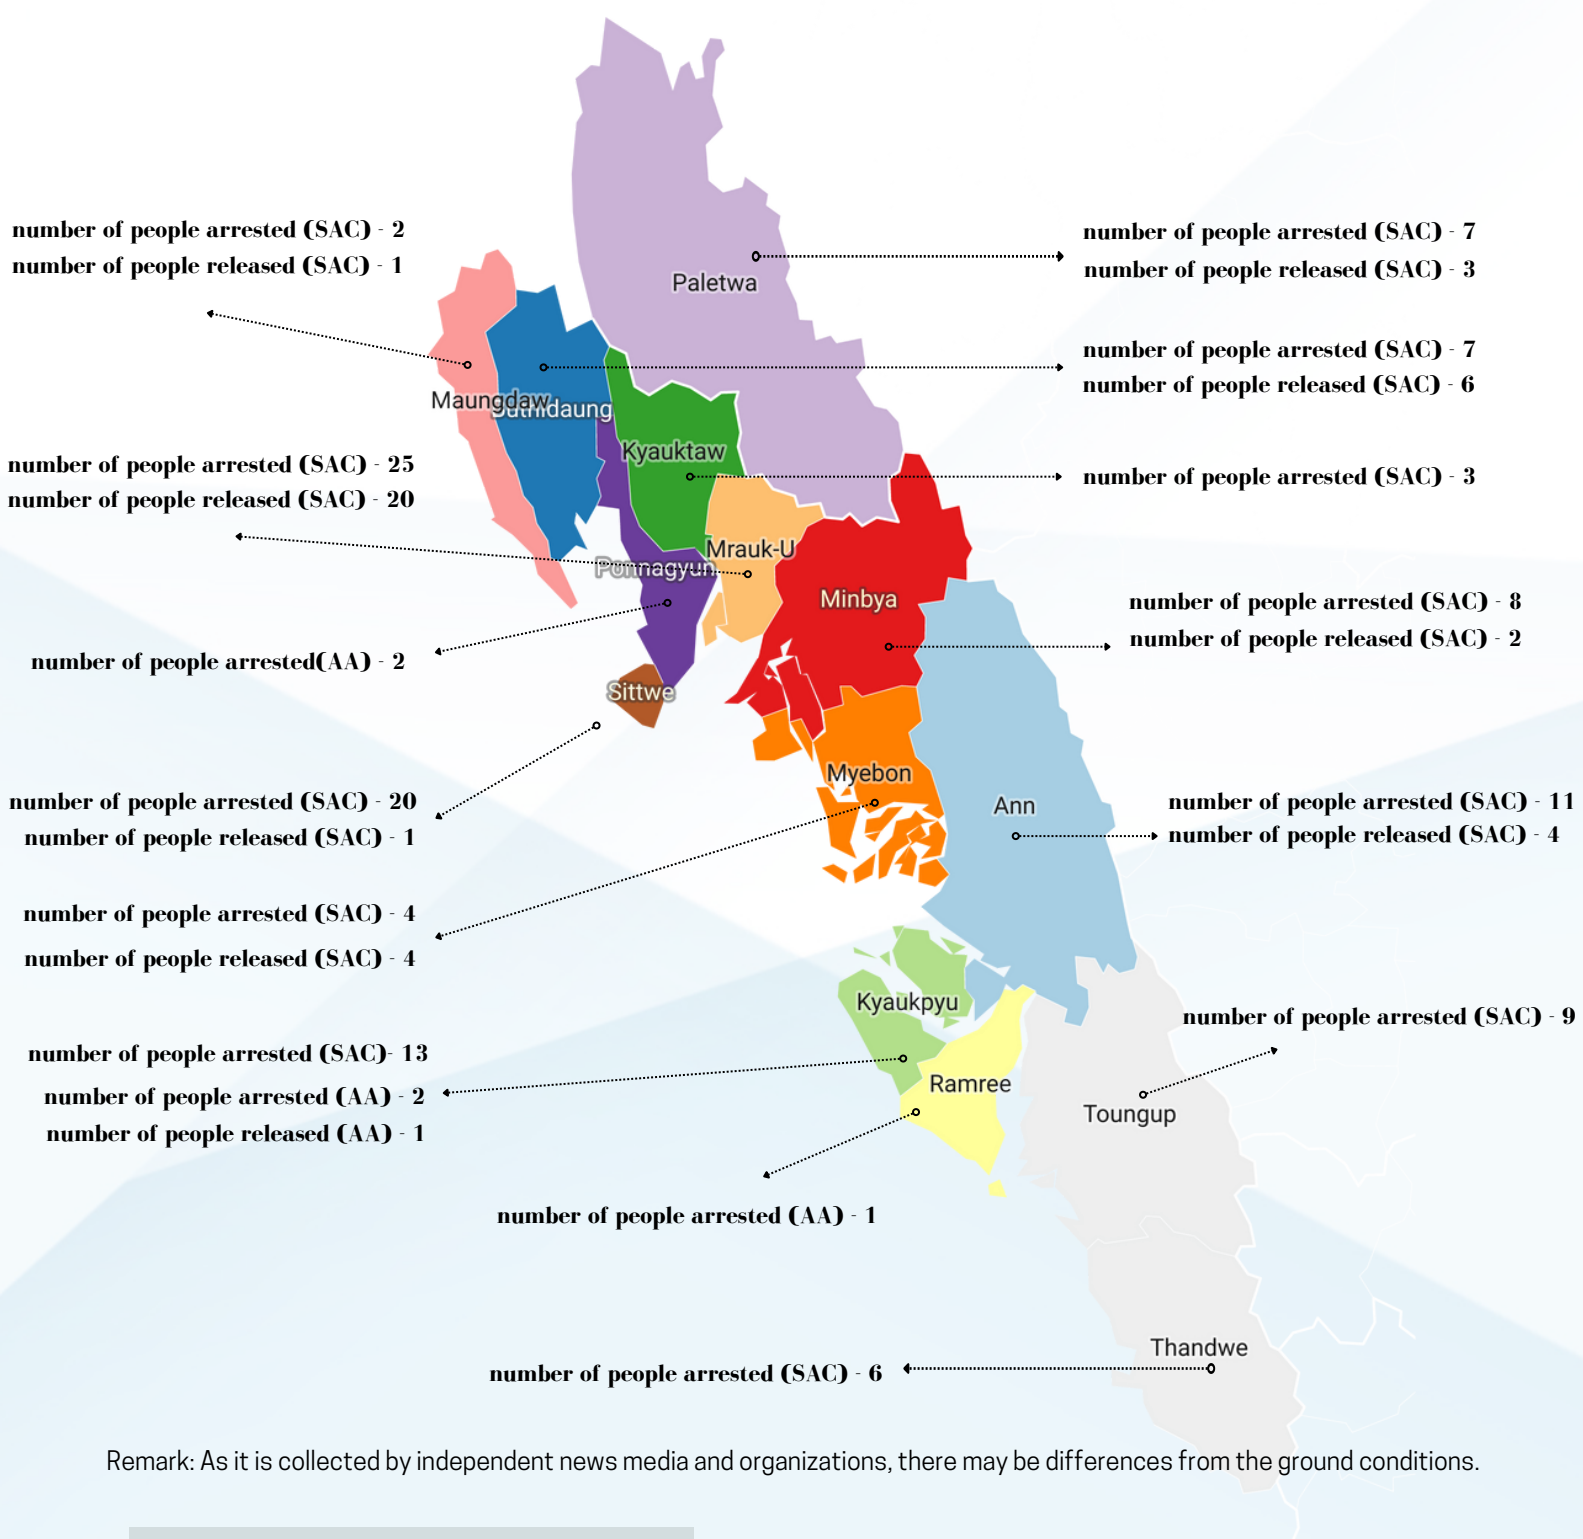 number of people arrested (SAC) - 2
number of people released (SAC) - 1
number of people arrested (SAC) - 7
number of people released (SAC) - 3
Paletwa
number of people arrested (SAC) - 7
number of people released (SAC) - 6
Maungdaw
Buthidaung
Kyauktaw
number of people arrested (SAC) - 25
number of people released (SAC) - 20
number of people arrested (SAC) - 3
Mrauk-U
Ponnagyun
Minbya
number of people arrested (SAC) - 8
number of people released (SAC) - 2
number of people arrested(AA) - 2
Sittwe
Myebon
number of people arrested (SAC) - 20
number of people released (SAC) - 1
Ann
number of people arrested (SAC) - 11
number of people released (SAC) - 4
number of people arrested (SAC) - 4
number of people released (SAC) - 4
Kyaukpyu
number of people arrested (SAC) - 9
number of people arrested (SAC)- 13
number of people arrested (AA) - 2
number of people released (AA) - 1
Ramree
Toungup
number of people arrested (AA) - 1
Thandwe
number of people arrested (SAC) - 6
Remark: As it is collected by independent news media and organizations, there may be differences from the ground conditions.